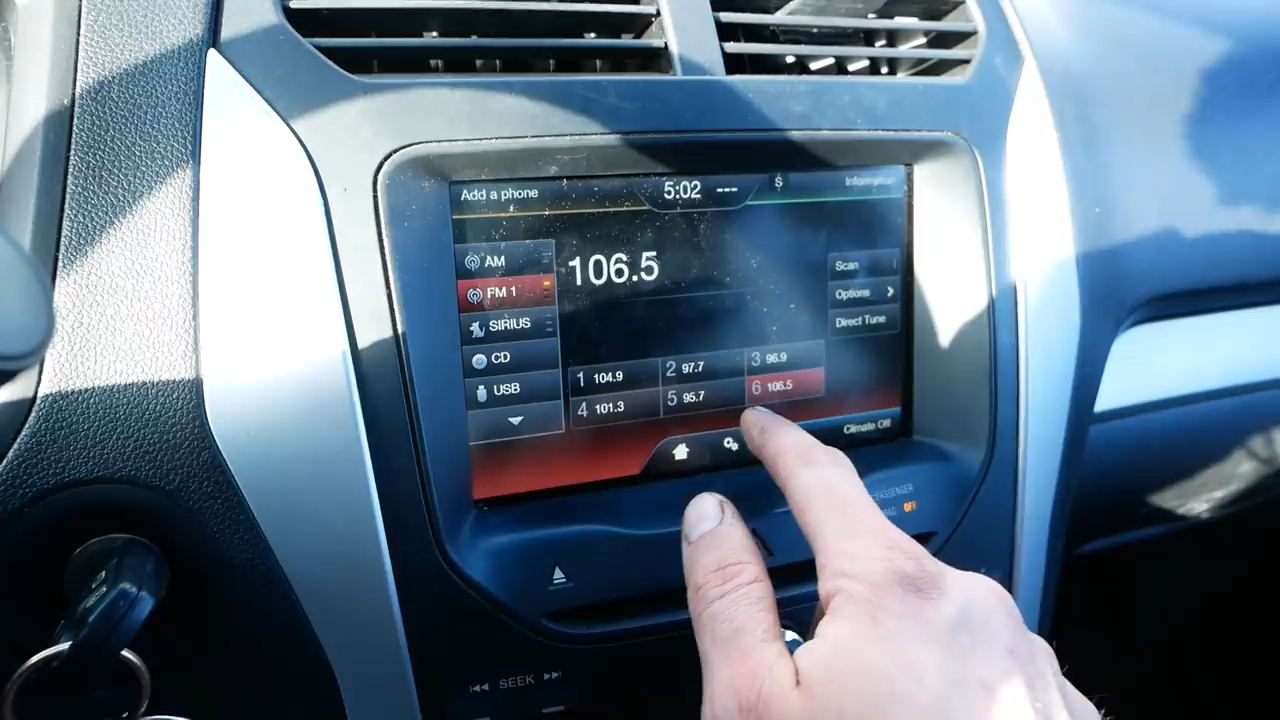 Add a phone
5:02 ---
Information
AM
FM 1
SIRIUS
CD
USB
106.5
Scan
Options
Direct Tune
1 104.9
2 97.7
3 96.9
4 101.3
5 95.7
6 106.5
Climate Off
PASSENGER
OFF
SEEK